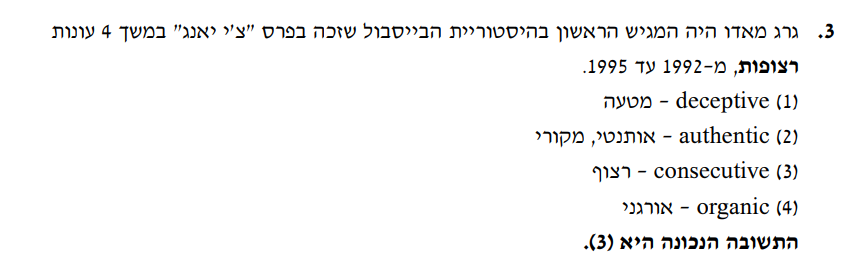 3. גרג מאדו היה המגיש הראשון בהיסטוריית הבייסבול שזכה בפרס "צ'י יאנג" במשך 4 עונות
רצופות, מ-1992 עד 1995.
(1) deceptive – מטעה
(2) authentic – אותנטי, מקורי
(3) consecutive – רצוף
(4) organic – אורגני
התשובה הנכונה היא (3).